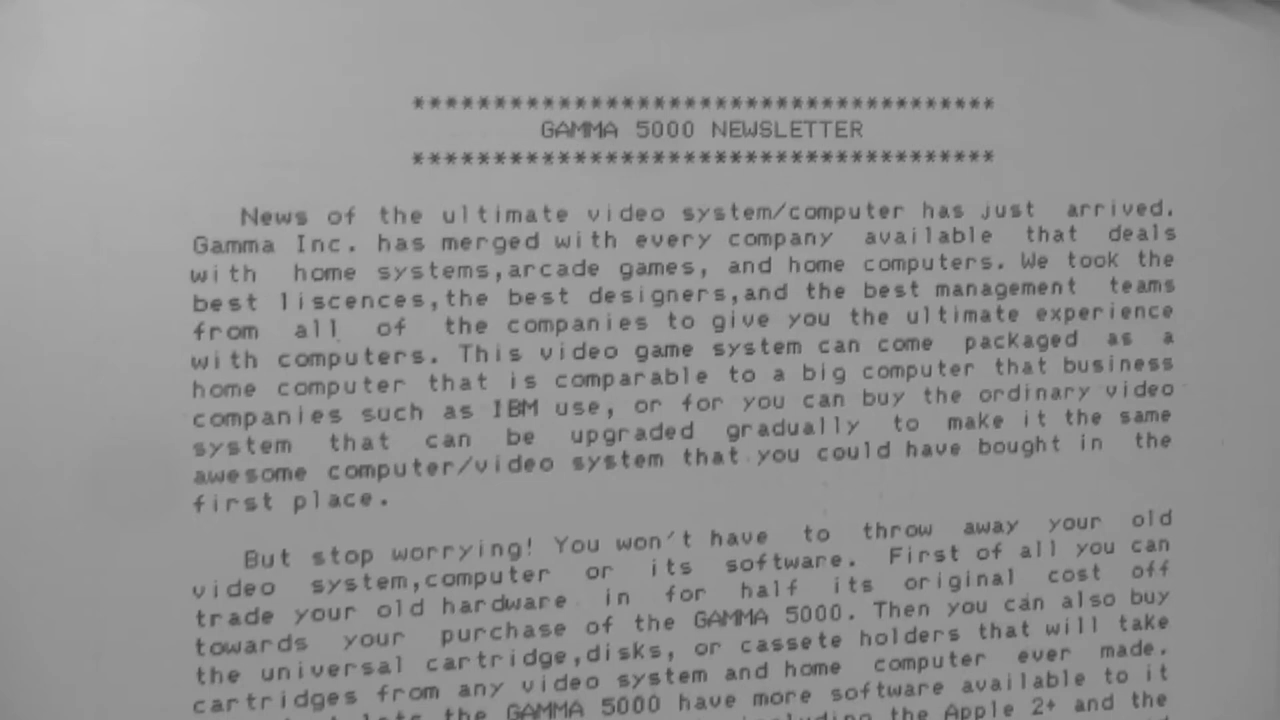 ************************************
GAMMA 5000 NEWSLETTER
************************************
News of the ultimate video system/computer has just arrived.
Gamma Inc. has merged with every company available that deals
with home systems,arcade games, and home computers. We took the
best liscences,the best designers,and the best management teams
from all of the companies to give you the ultimate experience
with computers. This video game system can come packaged as a
home computer that is comparable to a big computer that business
companies such as IBM use, or for you can buy the ordinary video
system that can be upgraded gradually to make it the same
awesome computer/video system that you could have bought in the
first place.
But stop worrying! You won't have to throw away your old
video system,computer or its software. First of all you can
trade your old hardware in for half its original cost off
towards your purchase of the GAMMA 5000. Then you can also buy
the universal cartridge,disks, or cassete holders that will take
cartridges from any video system and home computer ever made.
the GAMMA 5000 have more software available to it
including the Apple 2+ and the